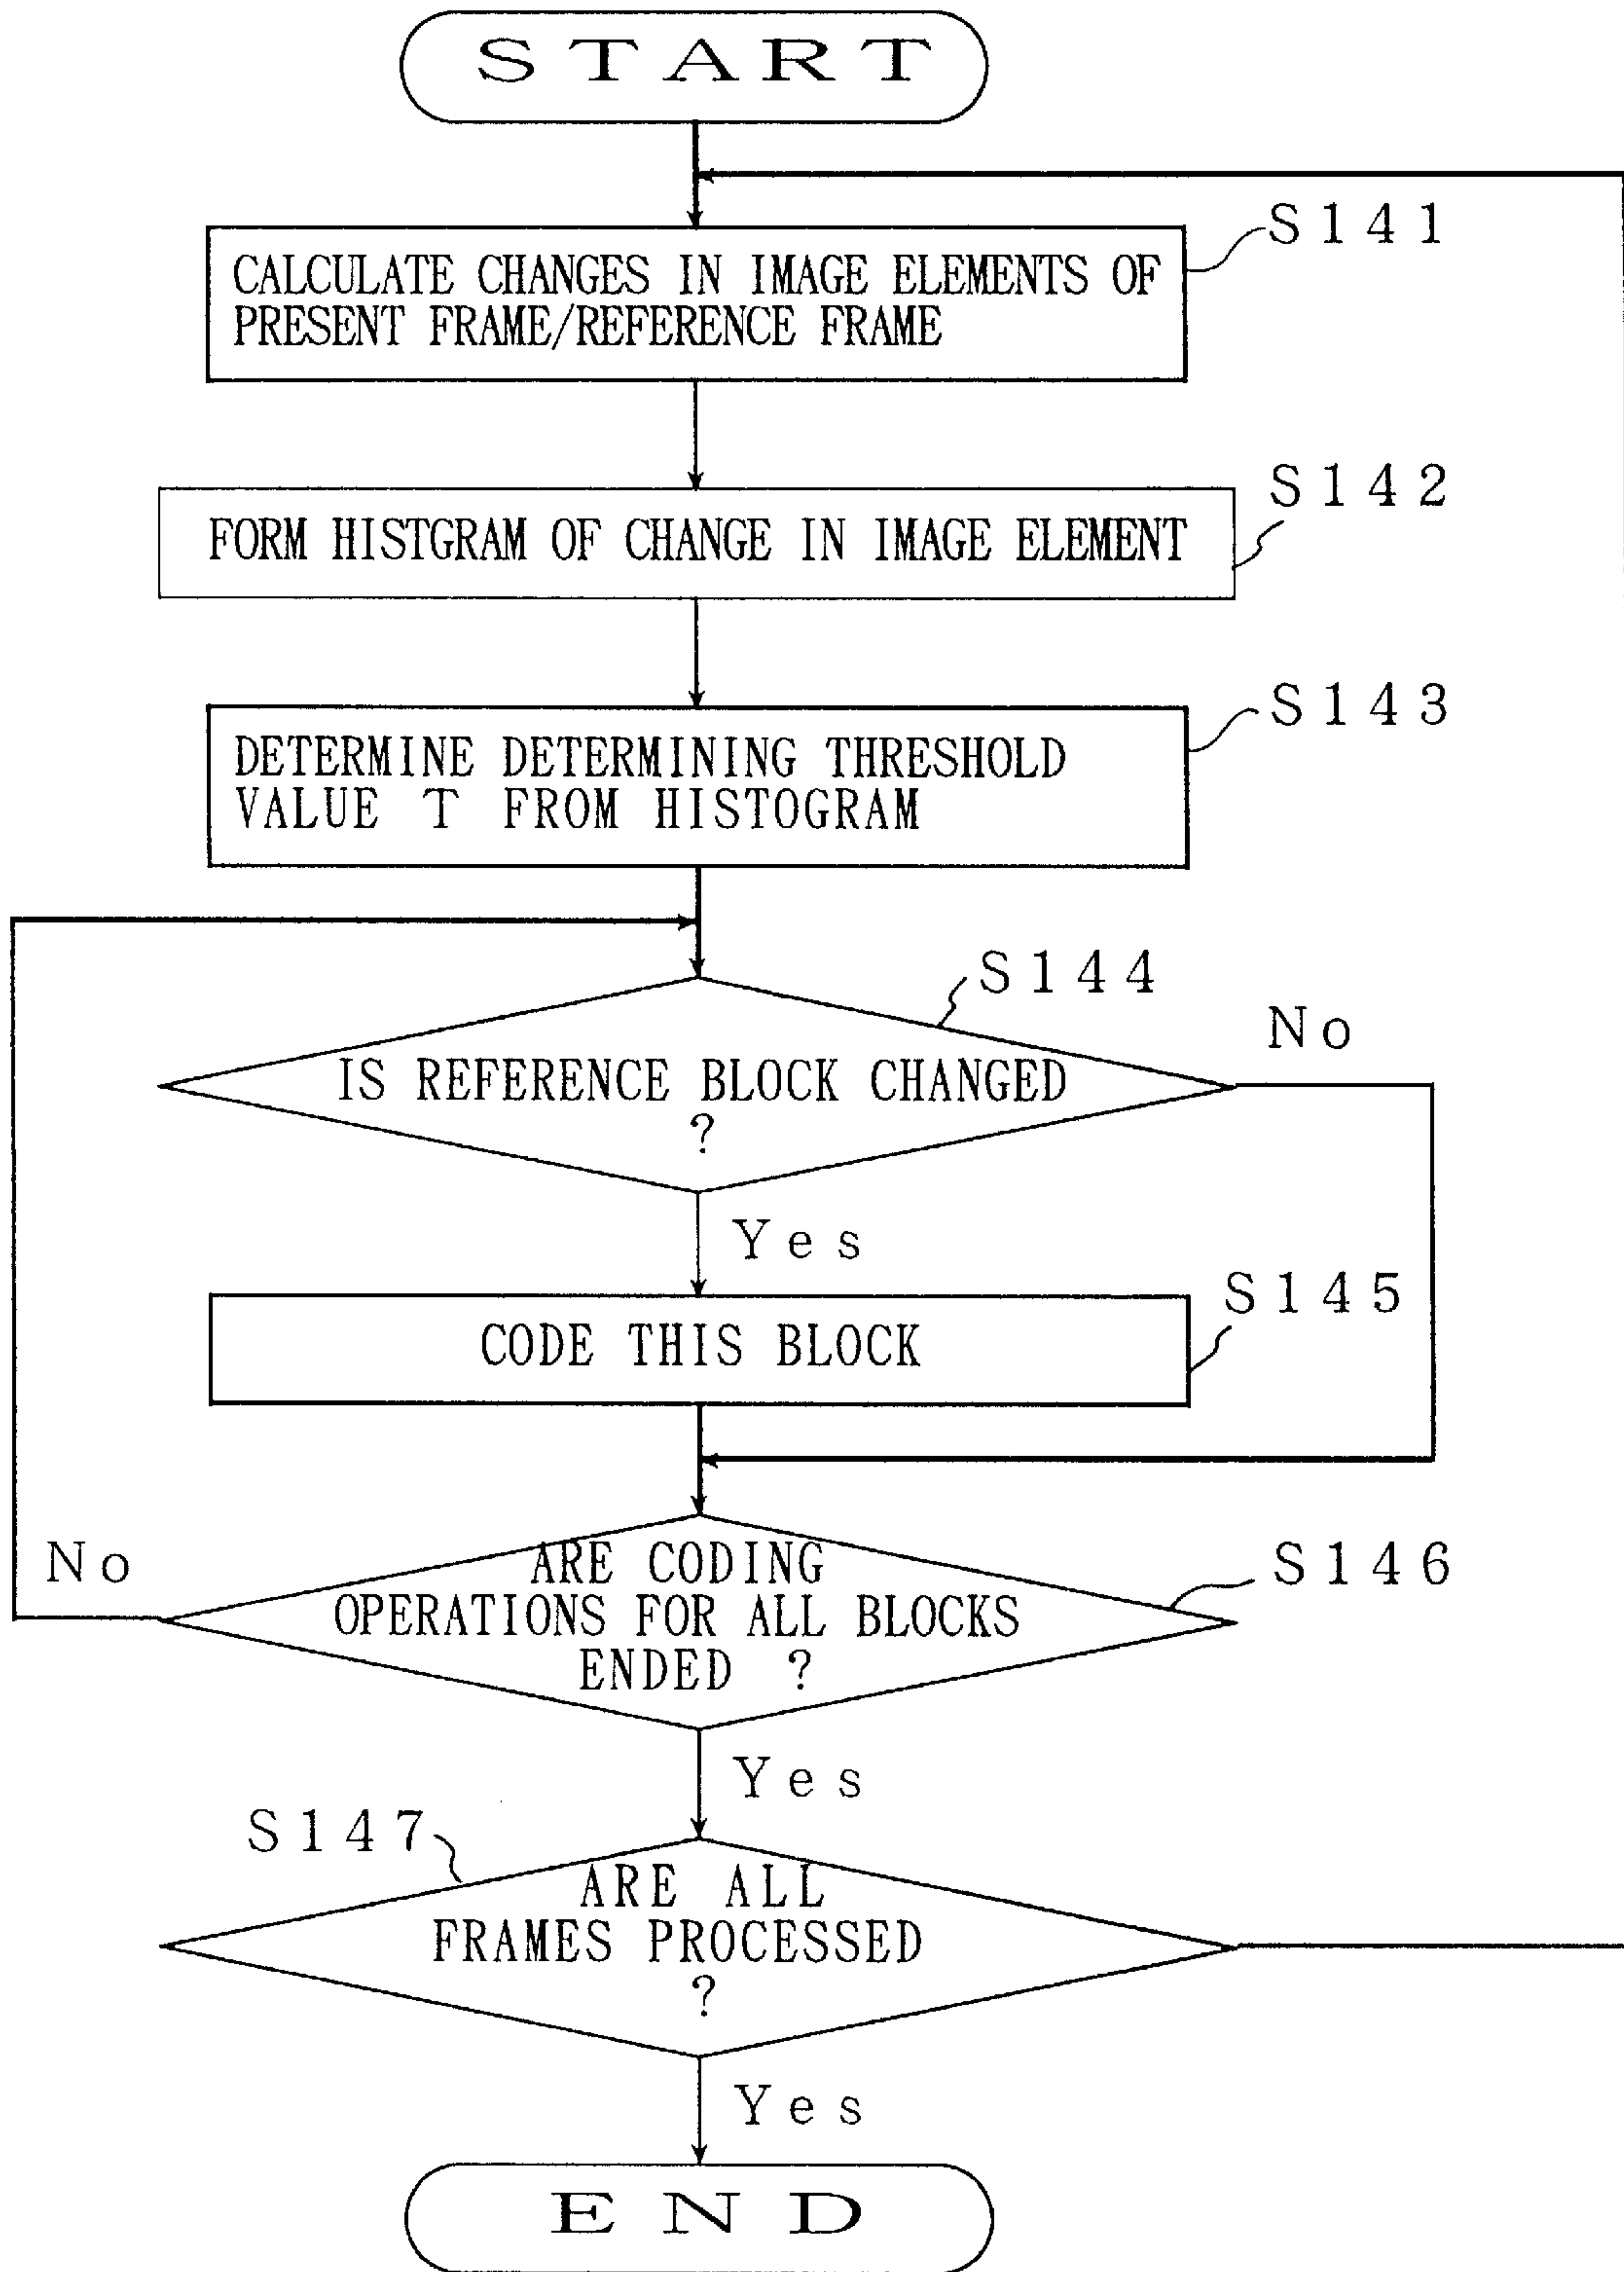 START
S141
CALCULATE CHANGES IN IMAGE ELEMENTS OF
PRESENT FRAME/REFERENCE FRAME
S142
FORM HISTGRAM OF CHANGE IN IMAGE ELEMENT
S143
DETERMINE DETERMINING THRESHOLD
VALUE T FROM HISTOGRAM
S144
No
IS REFERENCE BLOCK CHANGED
?
Yes
S145
CODE THIS BLOCK
No
ARE CODING
OPERATIONS FOR ALL BLOCKS
ENDED ?
S146
Yes
S147
ARE ALL
FRAMES PROCESSED
?
Yes
END